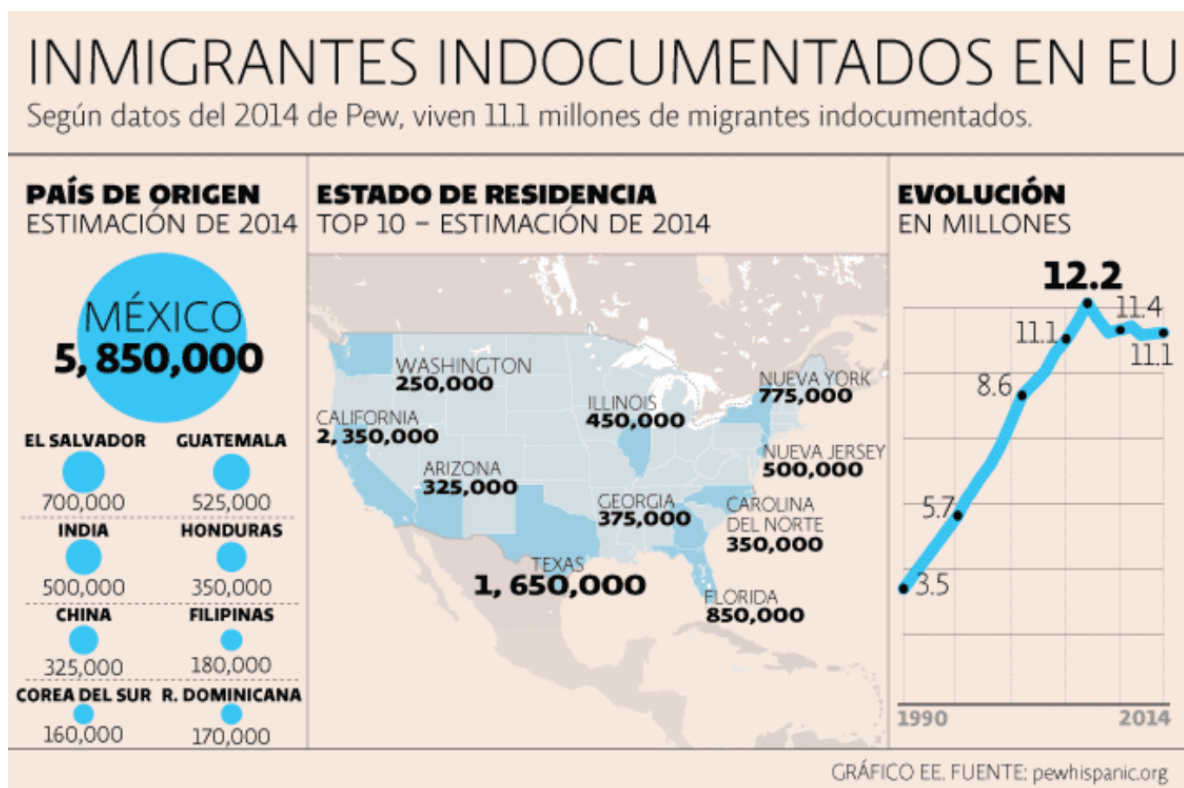 INMIGRANTES INDOCUMENTADOS EN EU
Según datos del 2014 de Pew, viven 11.1 millones de migrantes indocumentados.
PAÍS DE ORIGEN
ESTIMACIÓN DE 2014
MÉXICO
5,850,000
EL SALVADOR
700,000
GUATEMALA
525,000
INDIA
500,000
HONDURAS
350,000
CHINA
325,000
FILIPINAS
180,000
COREA DEL SUR
160,000
R. DOMINICANA
170,000
ESTADO DE RESIDENCIA
TOP 10 – ESTIMACIÓN DE 2014
WASHINGTON
250,000
CALIFORNIA
2,350,000
ARIZONA
325,000
ILLINOIS
450,000
NUEVA YORK
775,000
NUEVA JERSEY
500,000
GEORGIA
375,000
CAROLINA
DEL NORTE
350,000
TEXAS
1,650,000
FLORIDA
850,000
EVOLUCIÓN
EN MILLONES
12.2
11.4
11.1
11.1
8.6
5.7
3.5
1990
2014
GRÁFICO EE. FUENTE: pewhispanic.org